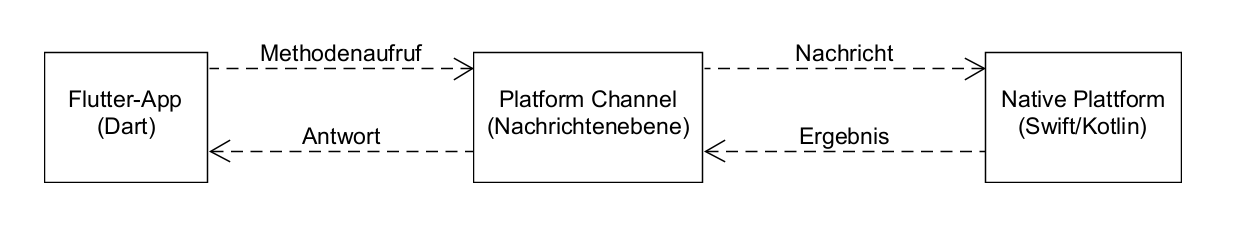 Methodenaufruf
Nachricht
Flutter-App
(Dart)
Platform Channel
(Nachrichtenebene)
Native Plattform
(Swift/Kotlin)
Antwort
Ergebnis